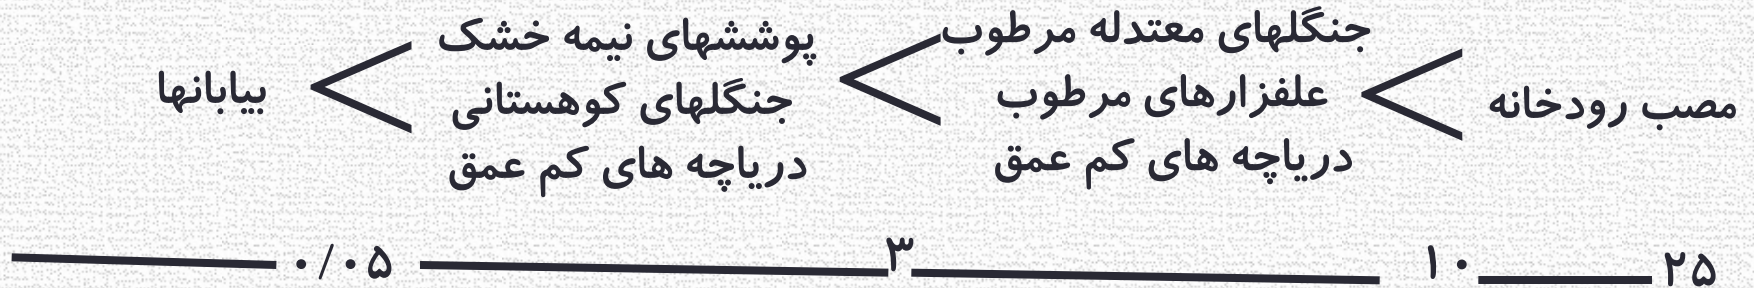 مصب رودخانه
<
جنگلهای معتدله مرطوب
علفزارهای مرطوب
دریاچه های کم عمق
<
پوششهای نیمه خشک
جنگلهای کوهستانی
دریاچه های کم عمق
<
بیابانها
۲۵ ۱۰ ۳ ۰/۰۵